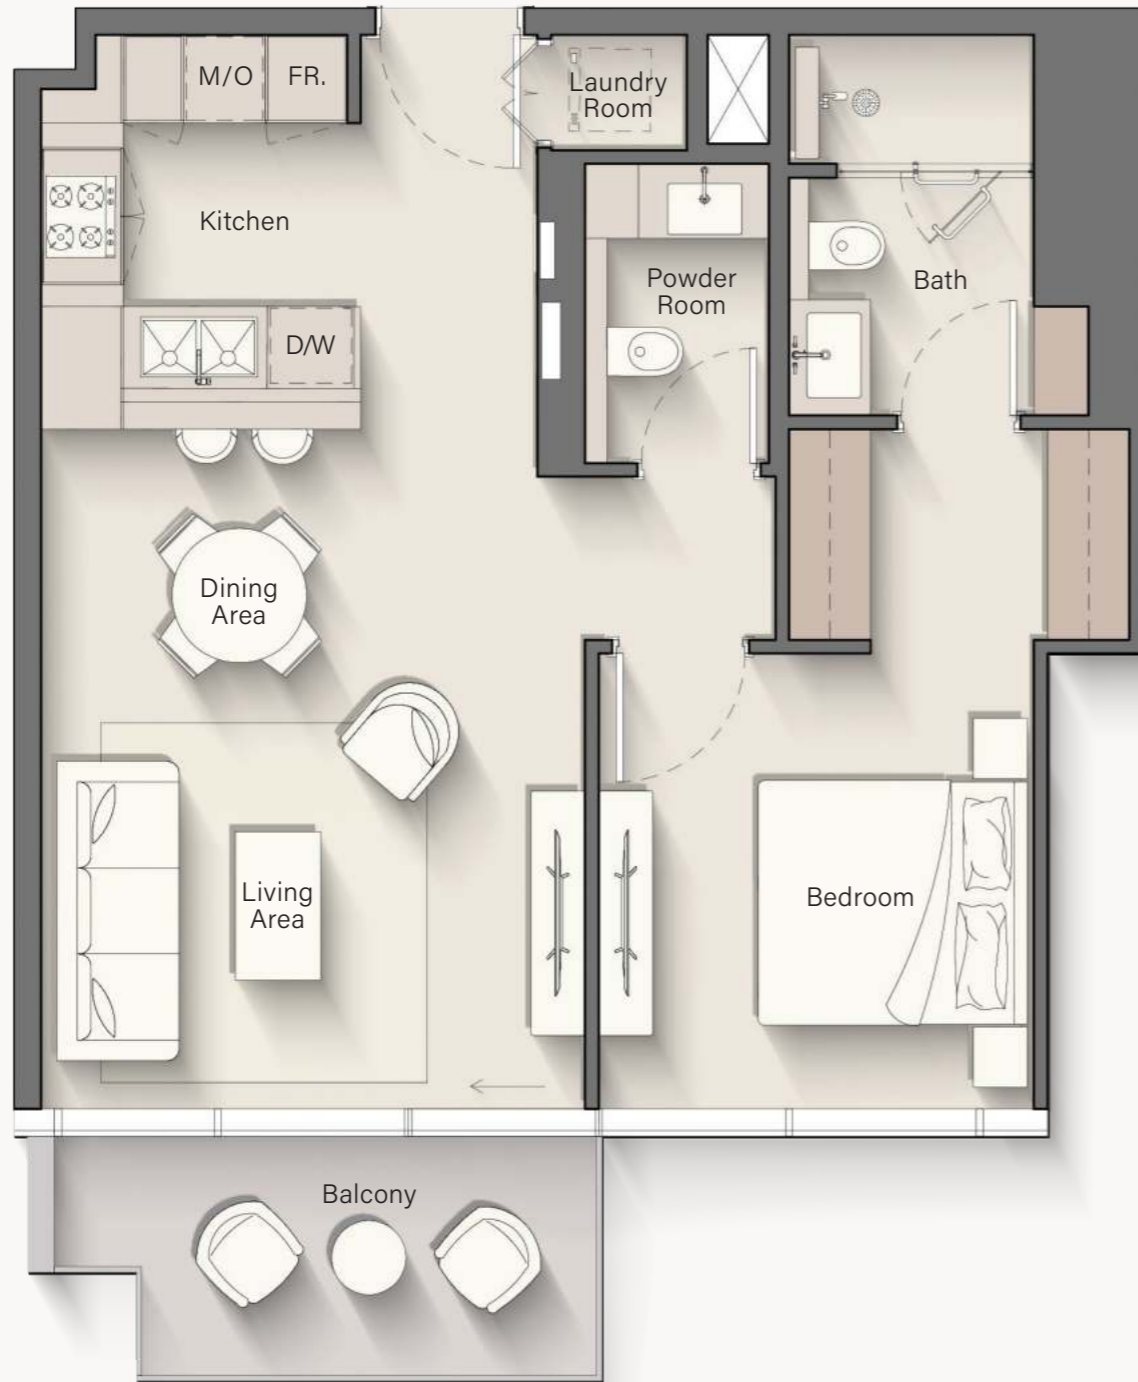 M/O
FR.
Laundry
Room
Kitchen
Powder
Room
Bath
D/W
Dining
Area
Living
Area
Bedroom
Balcony